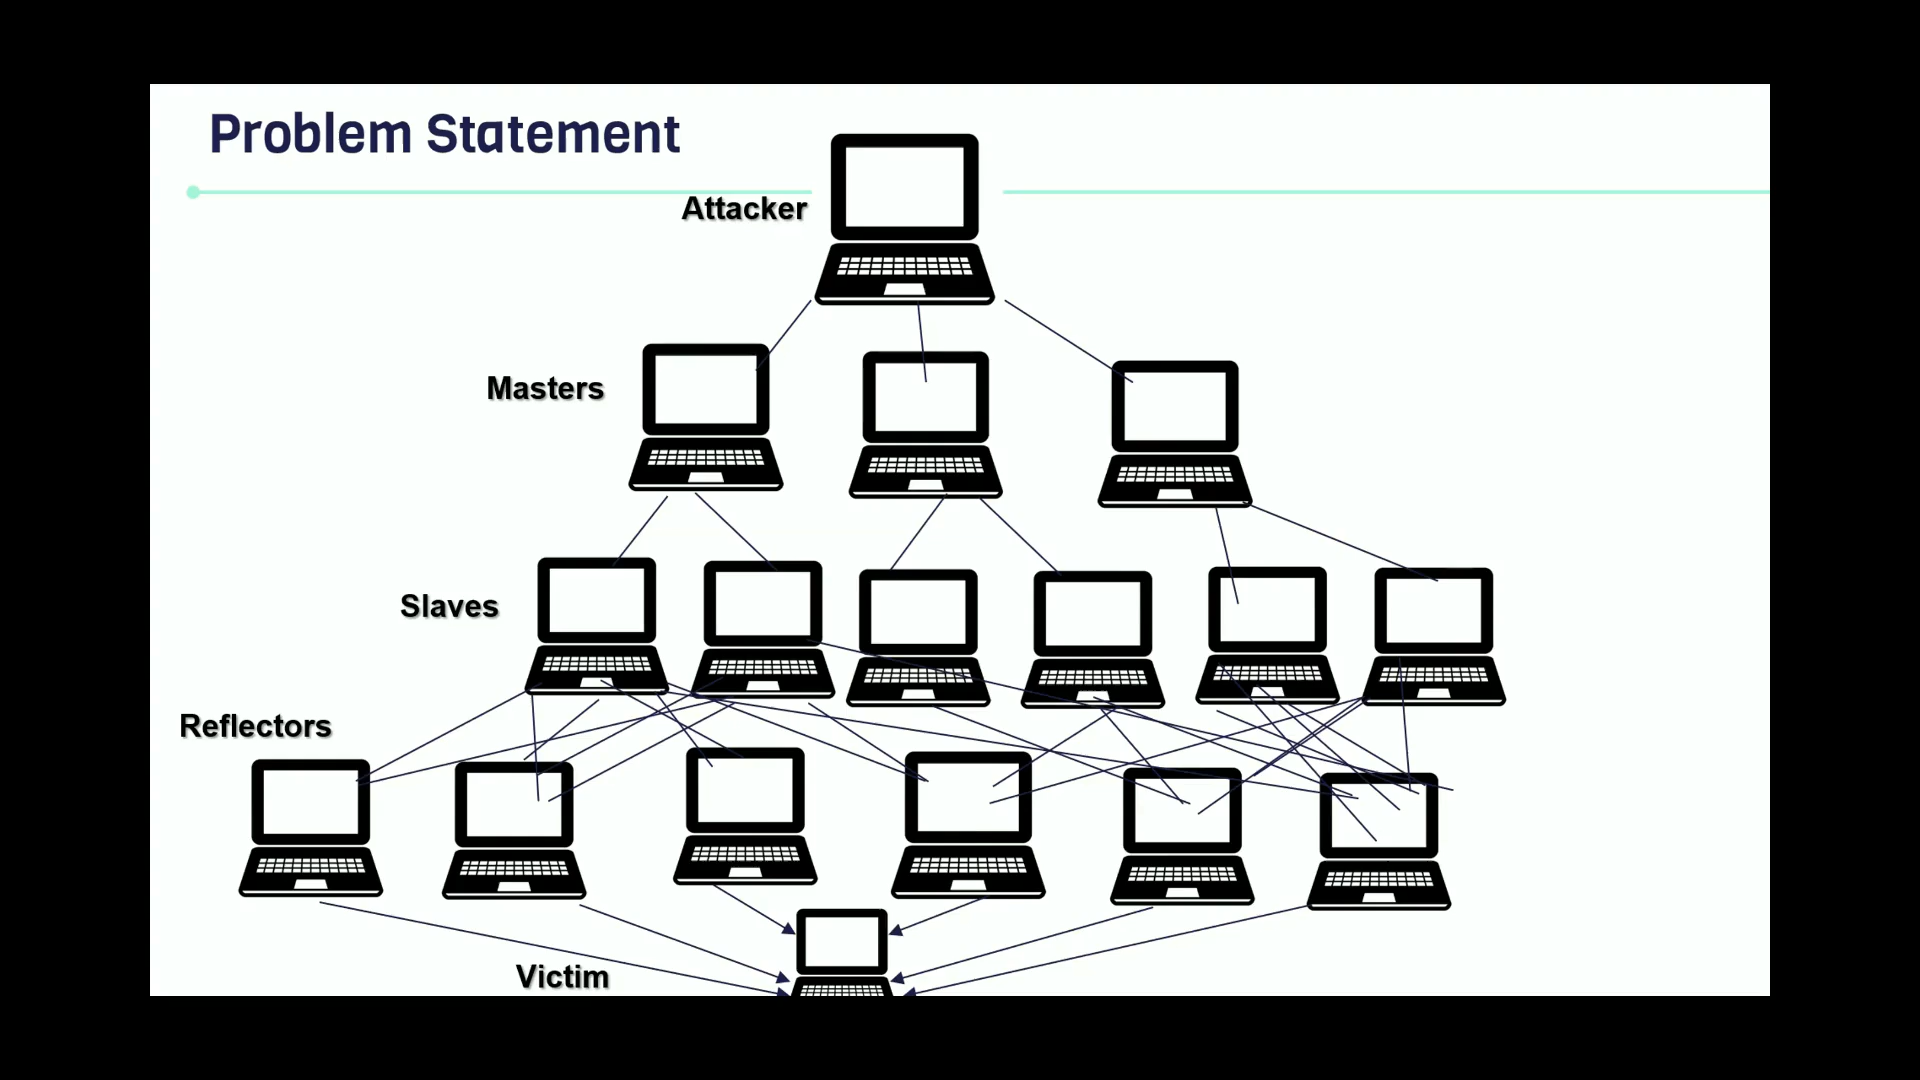 Problem Statement
Attacker
Masters
Slaves
Reflectors
Victim